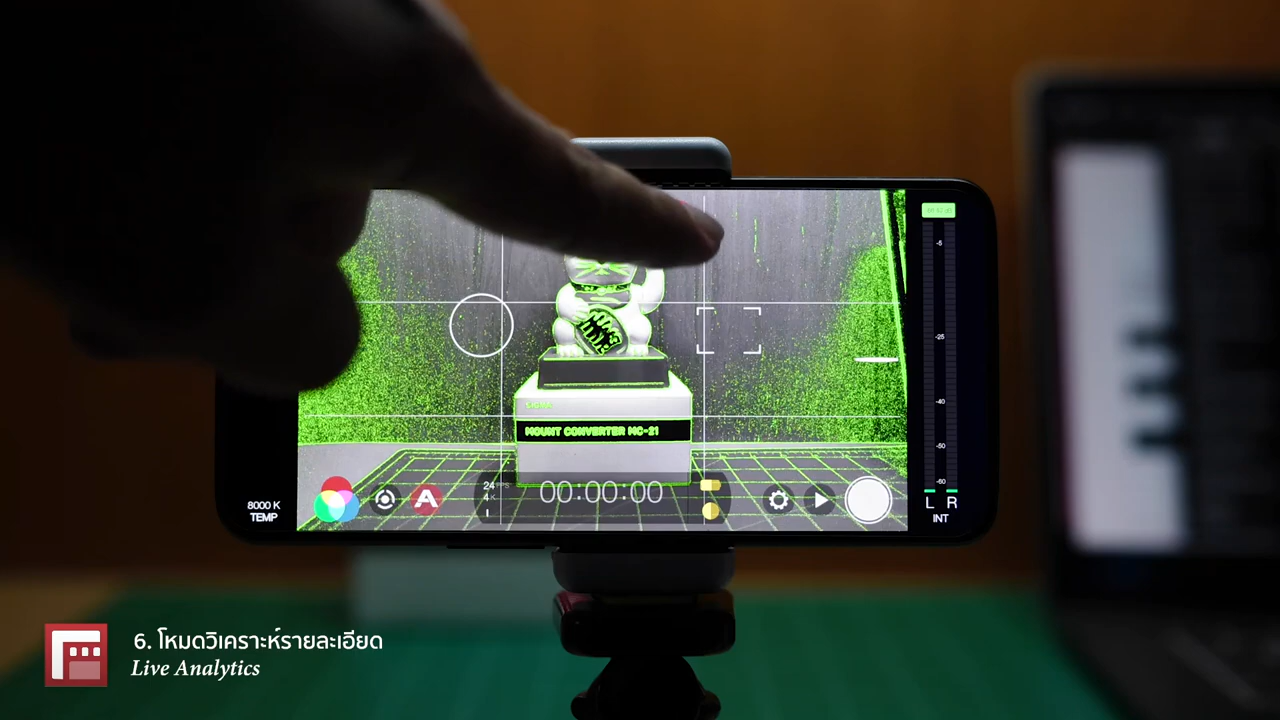 -5
-25
-40
-50
-60
MOUNT CONVERTER MC-21
24 FPS
4K
00:00:00
A
8000 K
TEMP
L R
INT
6. โหมดวิเคราะห์รายละเอียด
Live Analytics